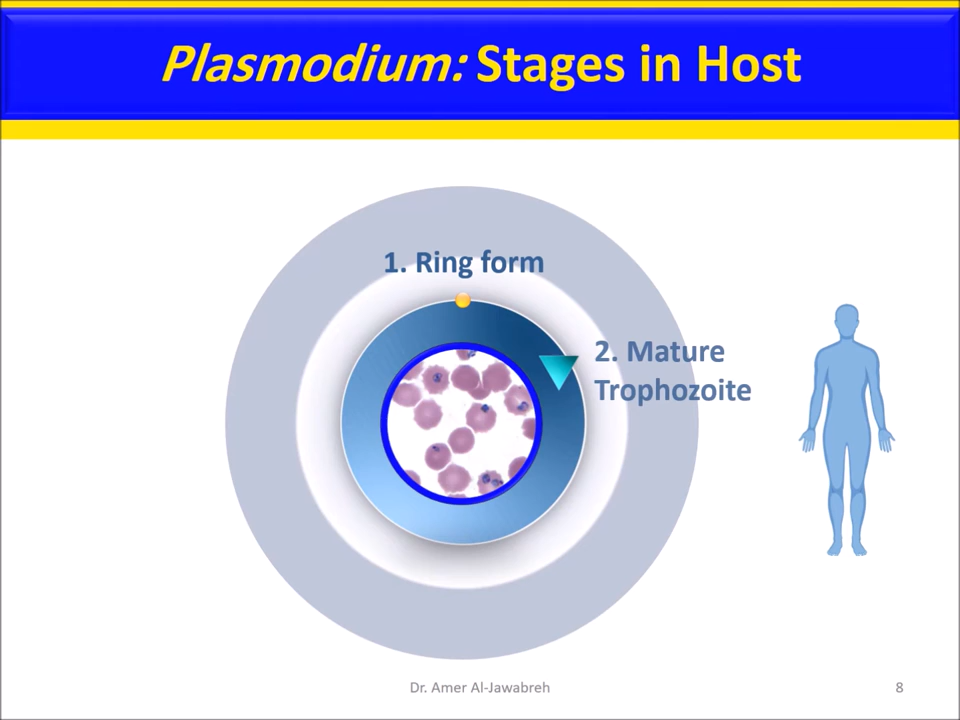 Plasmodium: Stages in Host
1. Ring form
2. Mature
Trophozoite
Dr. Amer Al-Jawabreh
8